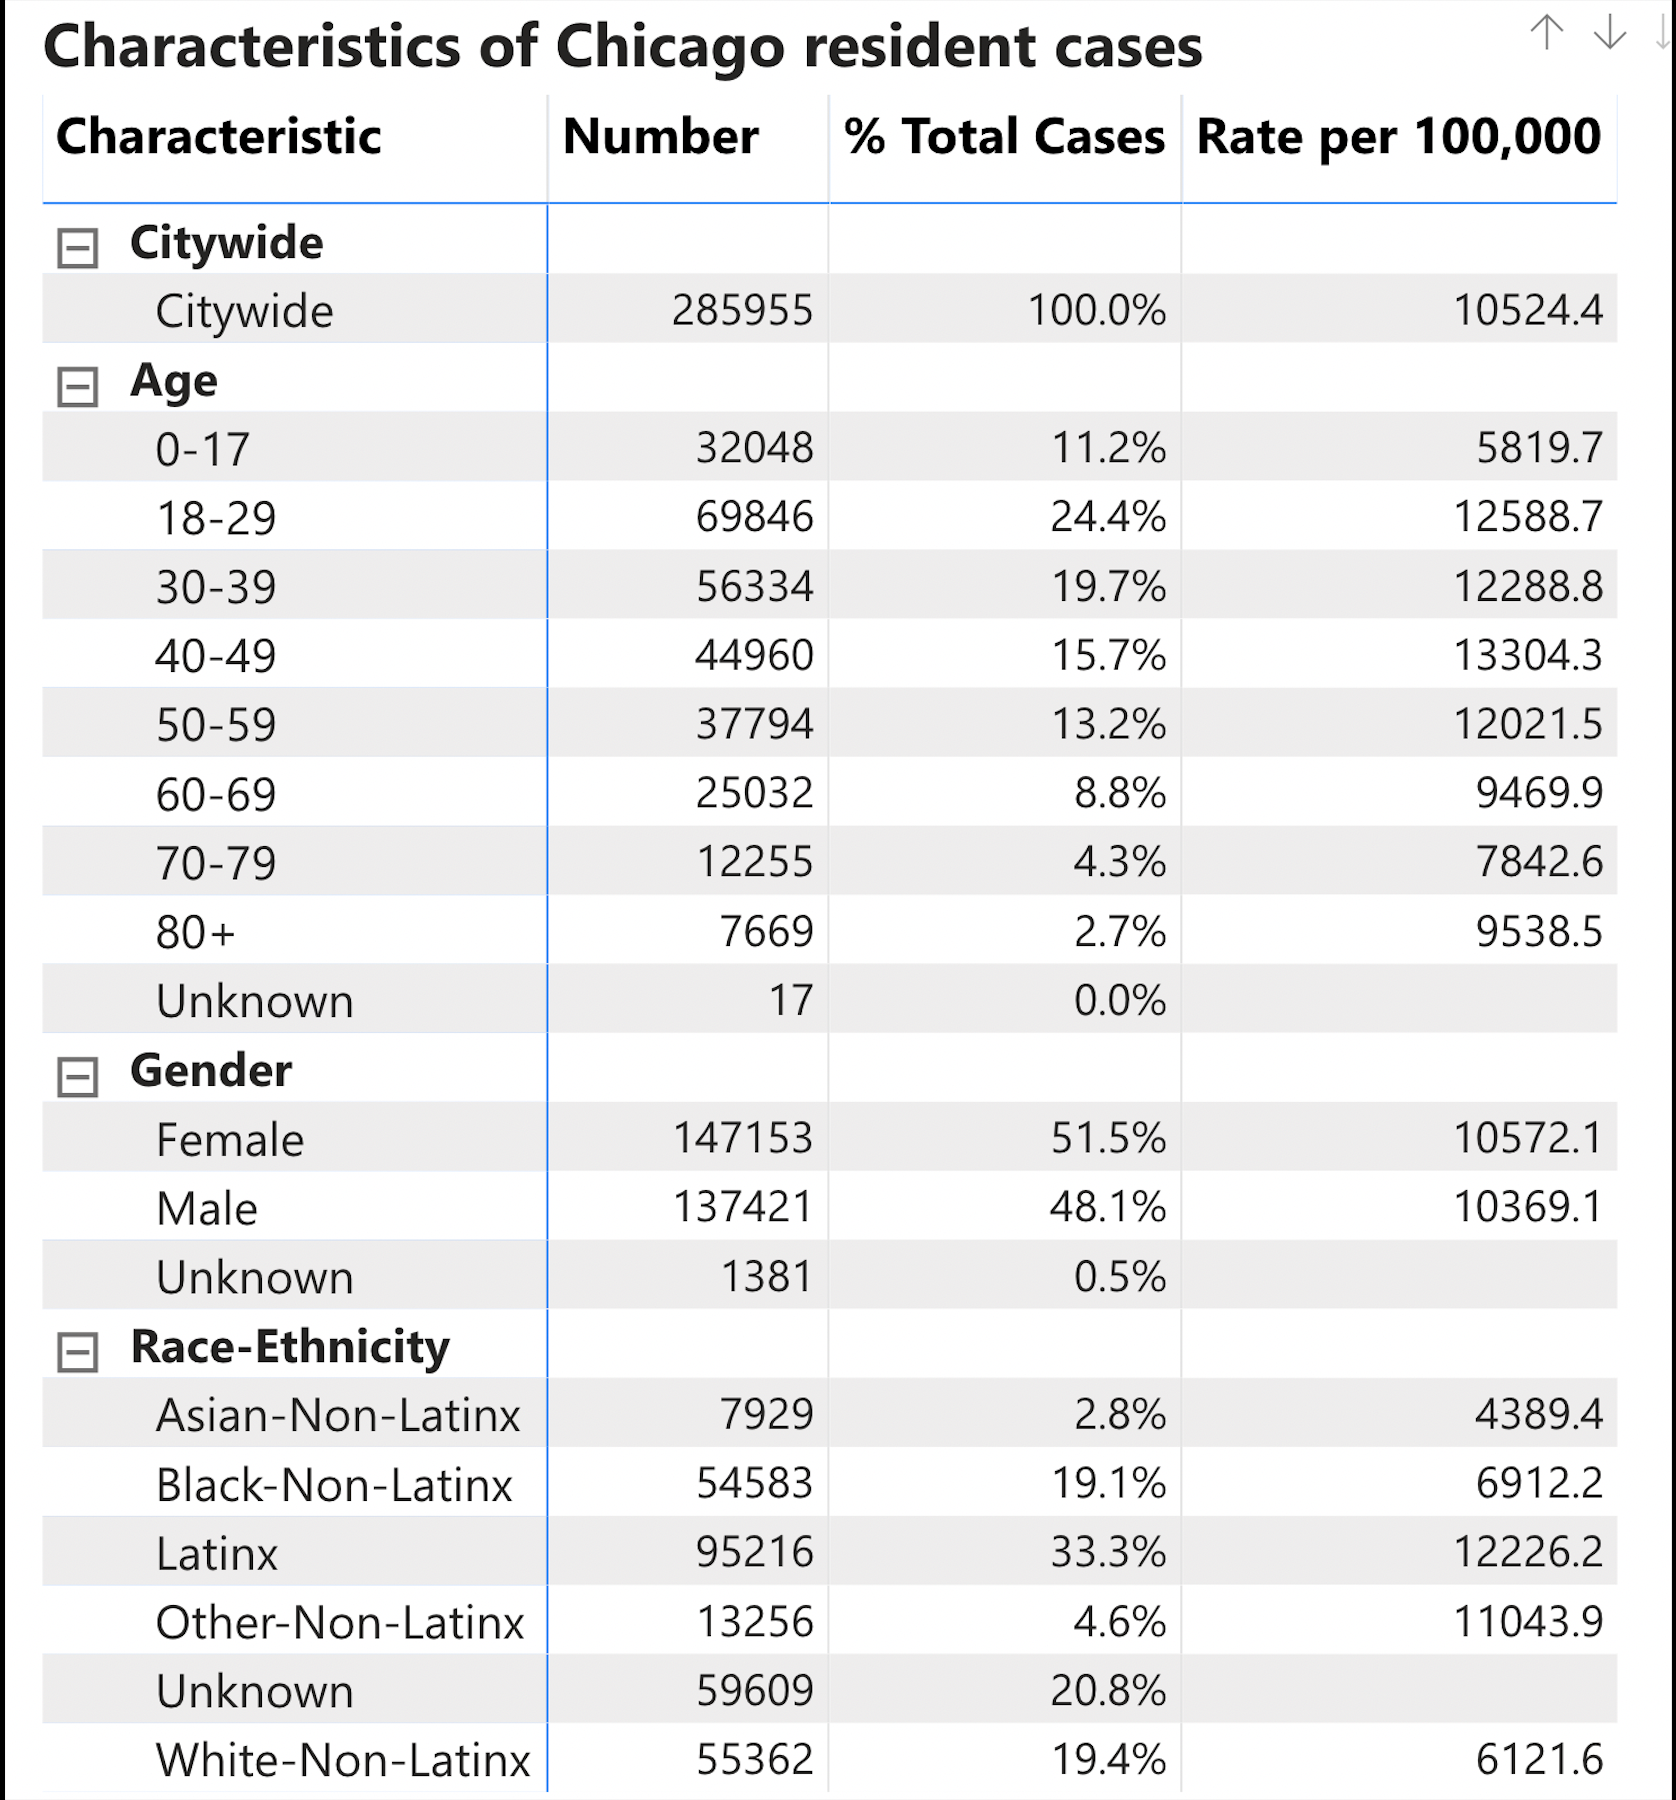 Characteristics of Chicago resident cases
Characteristic Number % Total Cases Rate per 100,000
Citywide
Citywide 285955 100.0% 10524.4
Age
0-17 32048 11.2% 5819.7
18-29 69846 24.4% 12588.7
30-39 56334 19.7% 12288.8
40-49 44960 15.7% 13304.3
50-59 37794 13.2% 12021.5
60-69 25032 8.8% 9469.9
70-79 12255 4.3% 7842.6
80+ 7669 2.7% 9538.5
Unknown 17 0.0%
Gender
Female 147153 51.5% 10572.1
Male 137421 48.1% 10369.1
Unknown 1381 0.5%
Race-Ethnicity
Asian-Non-Latinx 7929 2.8% 4389.4
Black-Non-Latinx 54583 19.1% 6912.2
Latinx 95216 33.3% 12226.2
Other-Non-Latinx 13256 4.6% 11043.9
Unknown 59609 20.8%
White-Non-Latinx 55362 19.4% 6121.6